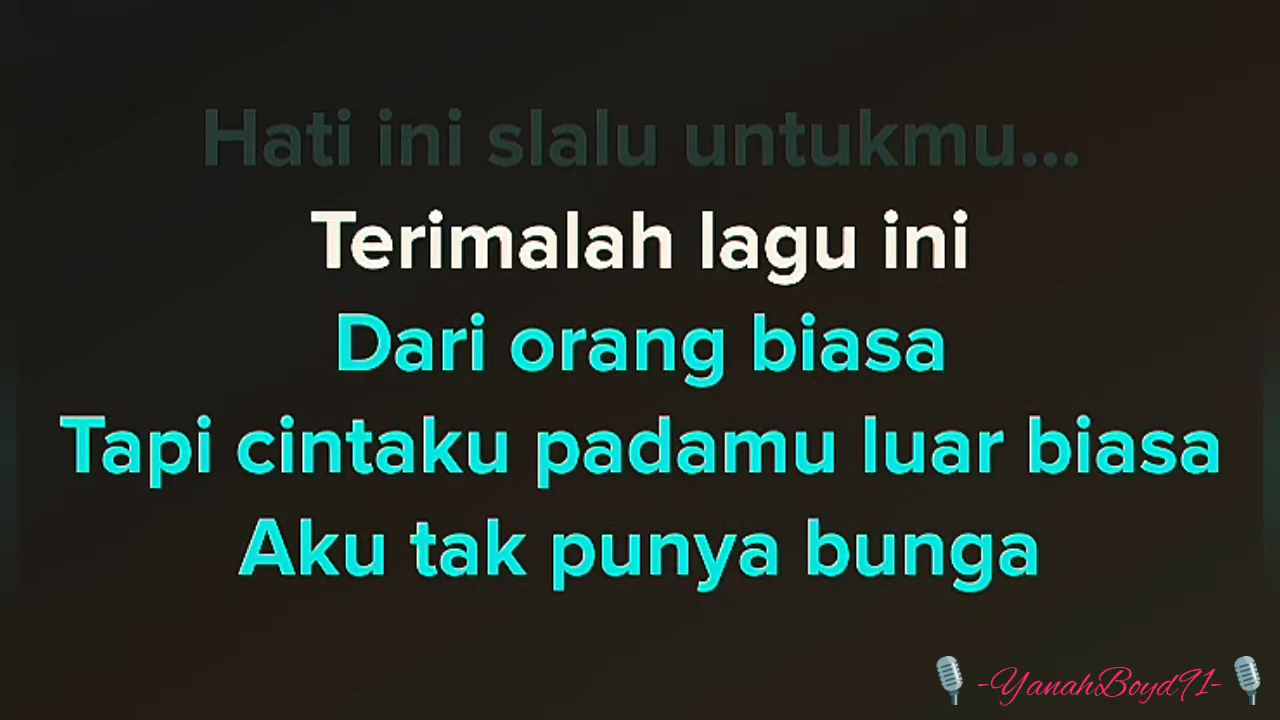 Hati ini slalu untukmu...
Terimalah lagu ini
Dari orang biasa
Tapi cintaku padamu luar biasa
Aku tak punya bunga
-YanahBoyd91-